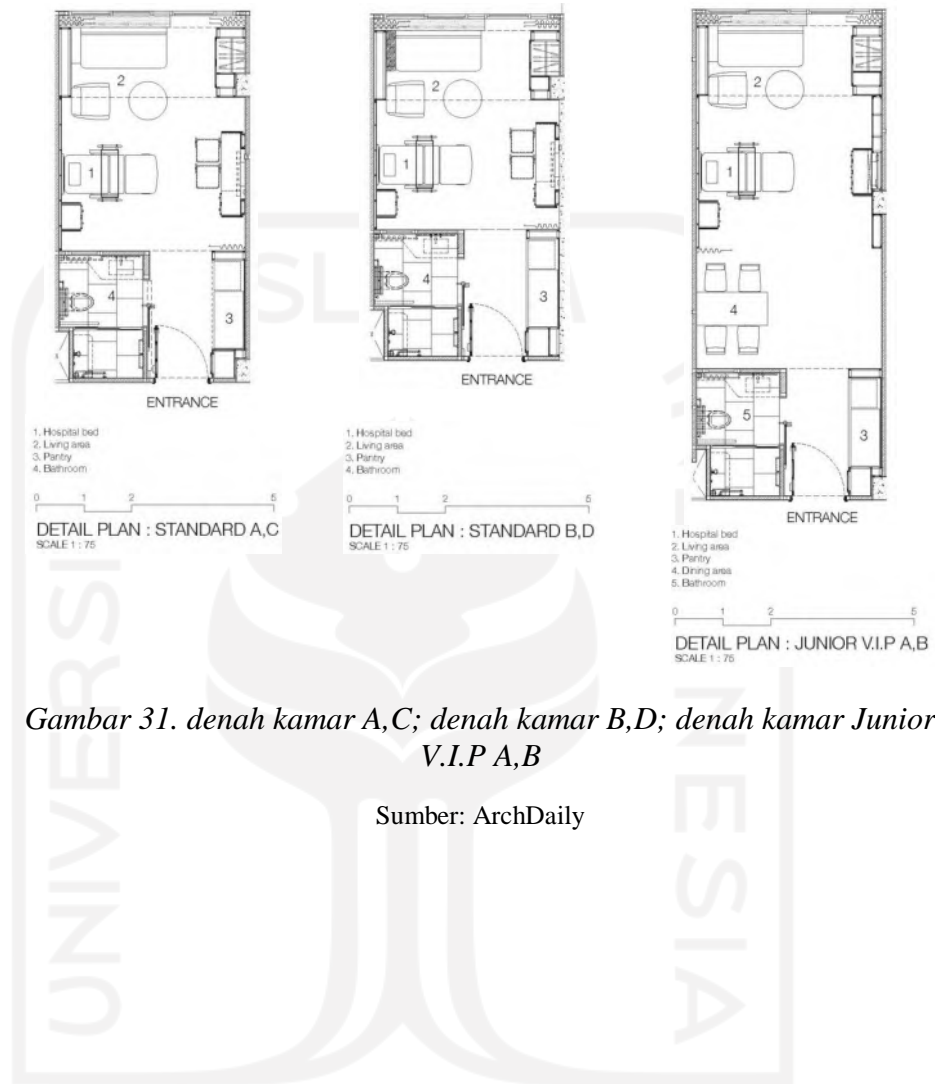 2
1
4
3
ENTRANCE
1. Hospital bed
2. Living area
3. Pantry
4. Bathroom
0 1 2 5
DETAIL PLAN : STANDARD A,C
SCALE 1 : 75
2
1
4
3
ENTRANCE
1. Hospital bed
2. Living area
3. Pantry
4. Bathroom
0 1 2 5
DETAIL PLAN : STANDARD B,D
SCALE 1 : 75
2
1
4
5
3
ENTRANCE
1. Hospital bed
2. Living area
3. Pantry
4. Dining area
5. Bathroom
0 1 2 5
DETAIL PLAN : JUNIOR V.I.P A,B
SCALE 1 : 75
Gambar 31. denah kamar A,C; denah kamar B,D; denah kamar Junior
V.I.P A,B
Sumber: ArchDaily